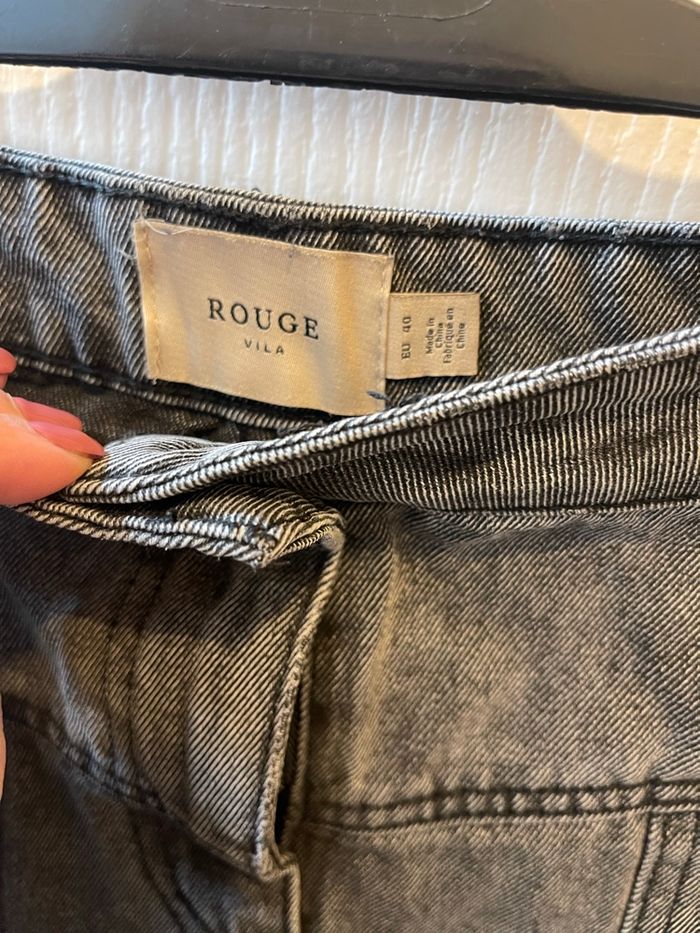 ROUGE
VILA
EU 40
Made in
China
Fabriqué en
Chine